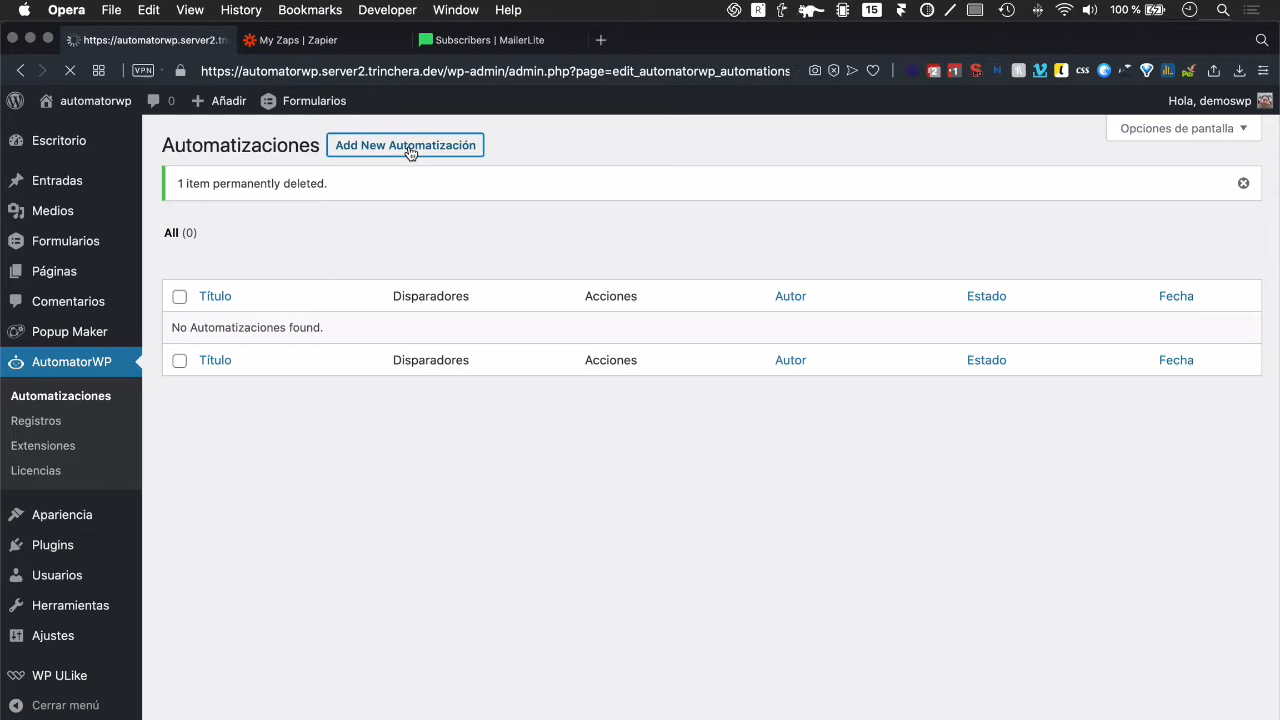 Opera File Edit View History Bookmarks Developer Window Help 15 100 %
https://automatorwp.server2.tri
My Zaps | Zapier
Subscribers | MailerLite
VPN https://automatorwp.server2.trinchera.dev/wp-admin/admin.php?page=edit_automatorwp_automations
automatorwp 0 Añadir Formularios Hola, demoswp
Opciones de pantalla
Automatizaciones Add New Automatización
1 item permanently deleted.
All (0)
Título Disparadores Acciones Autor Estado Fecha
No Automatizaciones found.
Título Disparadores Acciones Autor Estado Fecha
Escritorio
Entradas
Medios
Formularios
Páginas
Comentarios
Popup Maker
AutomatorWP
Automatizaciones
Registros
Extensiones
Licencias
Apariencia
Plugins
Usuarios
Herramientas
Ajustes
WP ULike
Cerrar menú